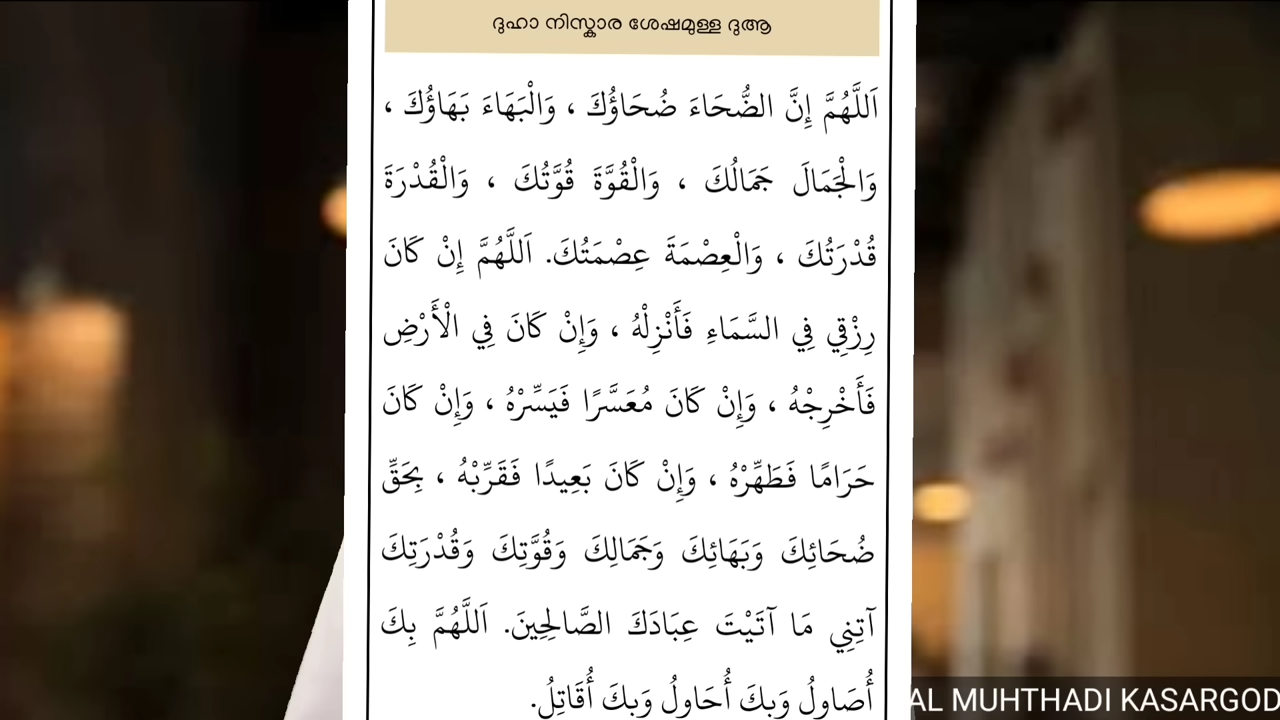 ദുഹാ നിസ്കാര ശേഷമുള്ള ദുആ
اَللَّهُمَّ إِنَّ الضُّحَاءَ ضُحَاؤُكَ ، وَالْبَهَاءَ بَهَاؤُكَ ،
وَالْجَمَالَ جَمَالُكَ ، وَالْقُوَّةَ قُوَّتُكَ ، وَالْقُدْرَةَ
قُدْرَتُكَ ، وَالْعِصْمَةَ عِصْمَتُكَ. اَللَّهُمَّ إِنْ كَانَ
رِزْقِي فِي السَّمَاءِ فَأَنْزِلْهُ ، وَإِنْ كَانَ فِي الْأَرْضِ
فَأَخْرِجْهُ ، وَإِنْ كَانَ مُعَسَّرًا فَيَسِّرْهُ ، وَإِنْ كَانَ
حَرَامًا فَطَهِّرْهُ ، وَإِنْ كَانَ بَعِيدًا فَقَرِّبْهُ ، بِحَقِّ
ضُحَائِكَ وَبَهَائِكَ وَجَمَالِكَ وَقُوَّتِكَ وَقُدْرَتِكَ
آتِنِي مَا آتَيْتَ عِبَادَكَ الصَّالِحِينَ. اَللَّهُمَّ بِكَ
أُصَاوِلُ وَبِكَ أُحَاوِلُ وَبِكَ أُقَاتِلُ.
AL MUHTHADI KASARGOD